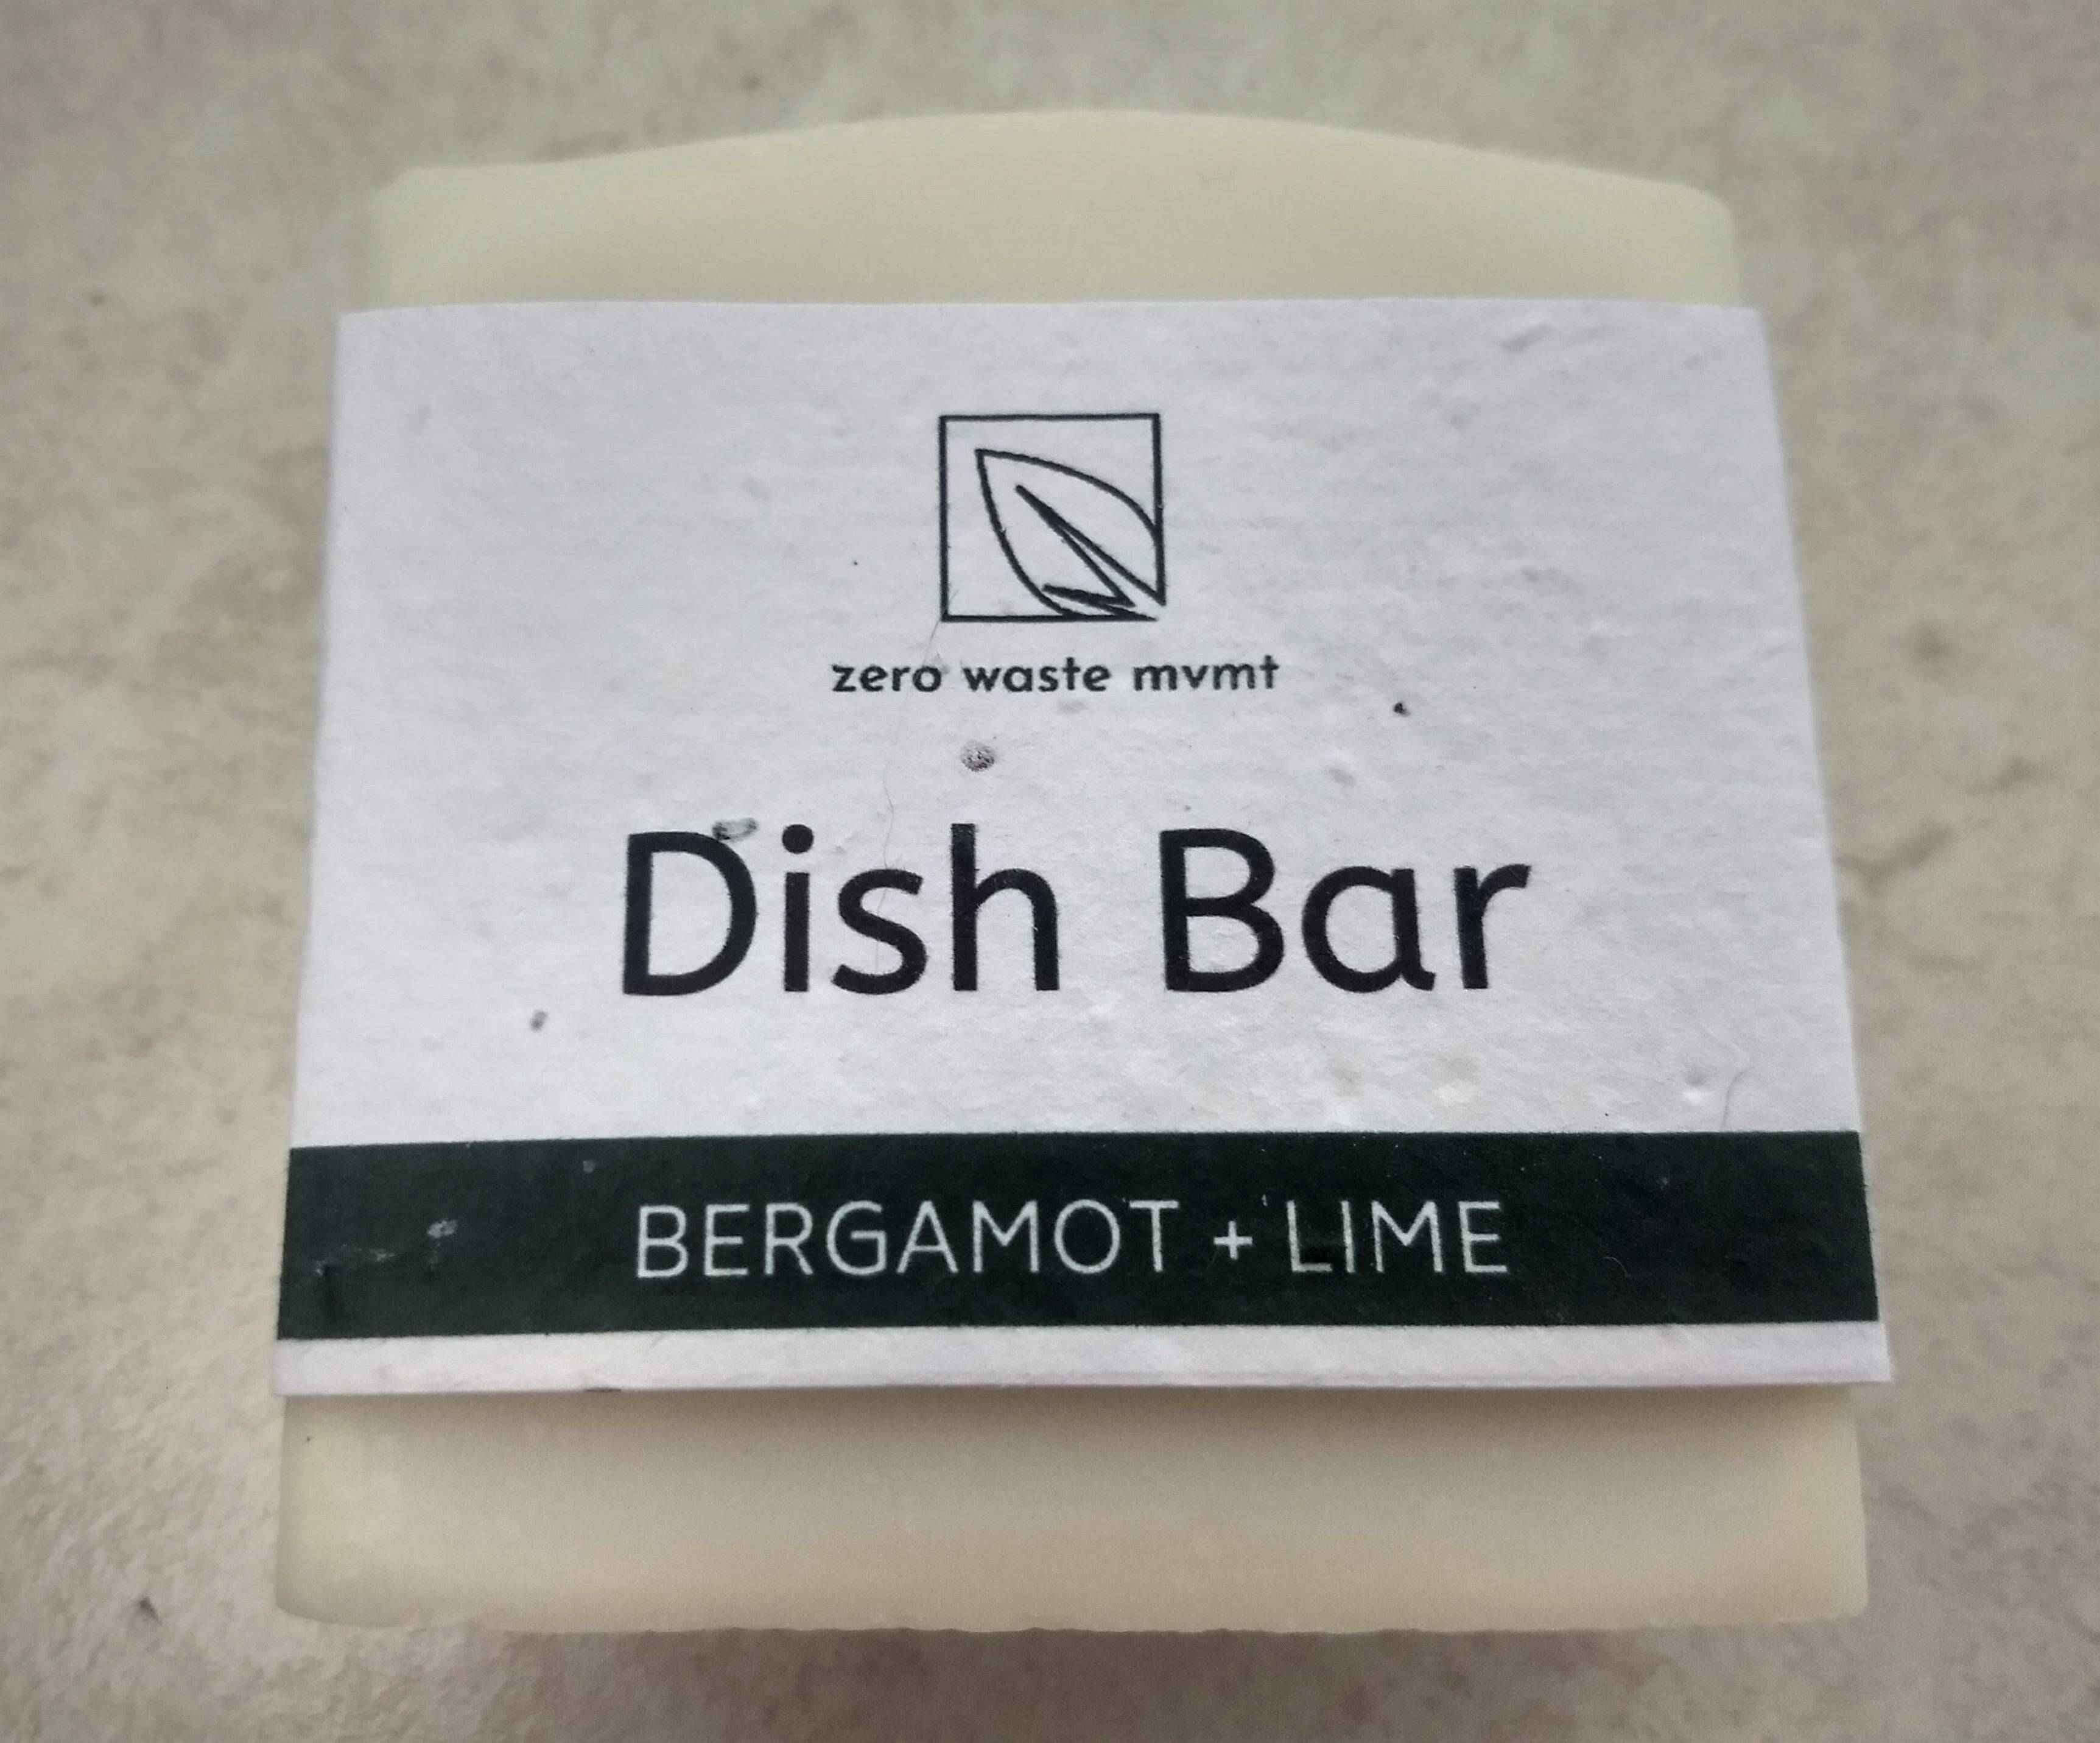 zero waste mvmt
Dish Bar
BERGAMOT + LIME